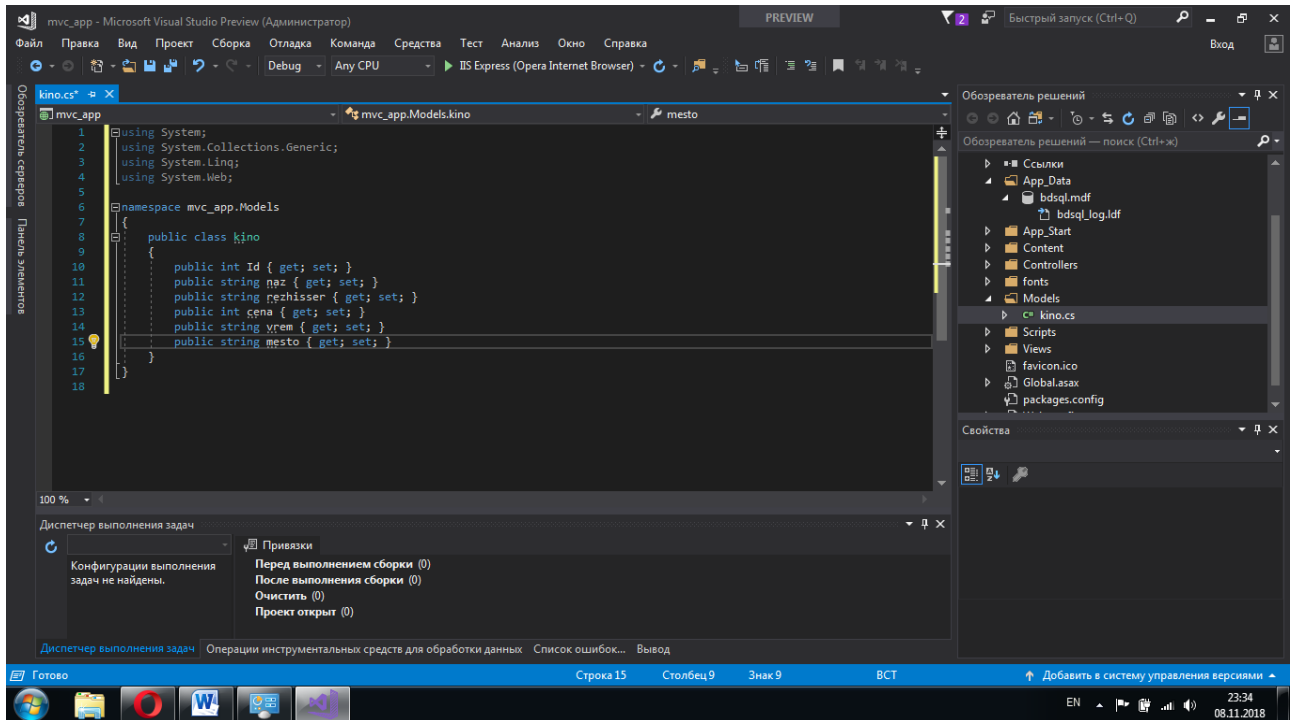 mvc_app - Microsoft Visual Studio Preview (Администратор)
PREVIEW
2
Быстрый запуск (Ctrl+Q)
Файл Правка Вид Проект Сборка Отладка Команда Средства Тест Анализ Окно Справка
Вход
Debug Any CPU IIS Express (Opera Internet Browser)
Обозреватель серверов
Панель элементов
kino.cs*
mvc_app
mvc_app.Models.kino
mesto
1 using System;
2 using System.Collections.Generic;
3 using System.Linq;
4 using System.Web;
5
6 namespace mvc_app.Models
7 {
8 public class kino
9 {
10 public int Id { get; set; }
11 public string naz { get; set; }
12 public string rezhisser { get; set; }
13 public int cena { get; set; }
14 public string vrem { get; set; }
15 public string mesto { get; set; }
16 }
17 }
18
100 %
Обозреватель решений
Обозреватель решений — поиск (Ctrl+ж)
Ссылки
App_Data
bdsql.mdf
bdsql_log.ldf
App_Start
Content
Controllers
fonts
Models
C# kino.cs
Scripts
Views
favicon.ico
Global.asax
packages.config
Свойства
Диспетчер выполнения задач
Конфигурации выполнения
задач не найдены.
Привязки
Перед выполнением сборки (0)
После выполнения сборки (0)
Очистить (0)
Проект открыт (0)
Диспетчер выполнения задач Операции инструментальных средств для обработки данных Список ошибок... Вывод
Готово
Строка 15 Столбец 9 Знак 9 ВСТ
Добавить в систему управления версиями
EN
23:34
08.11.2018